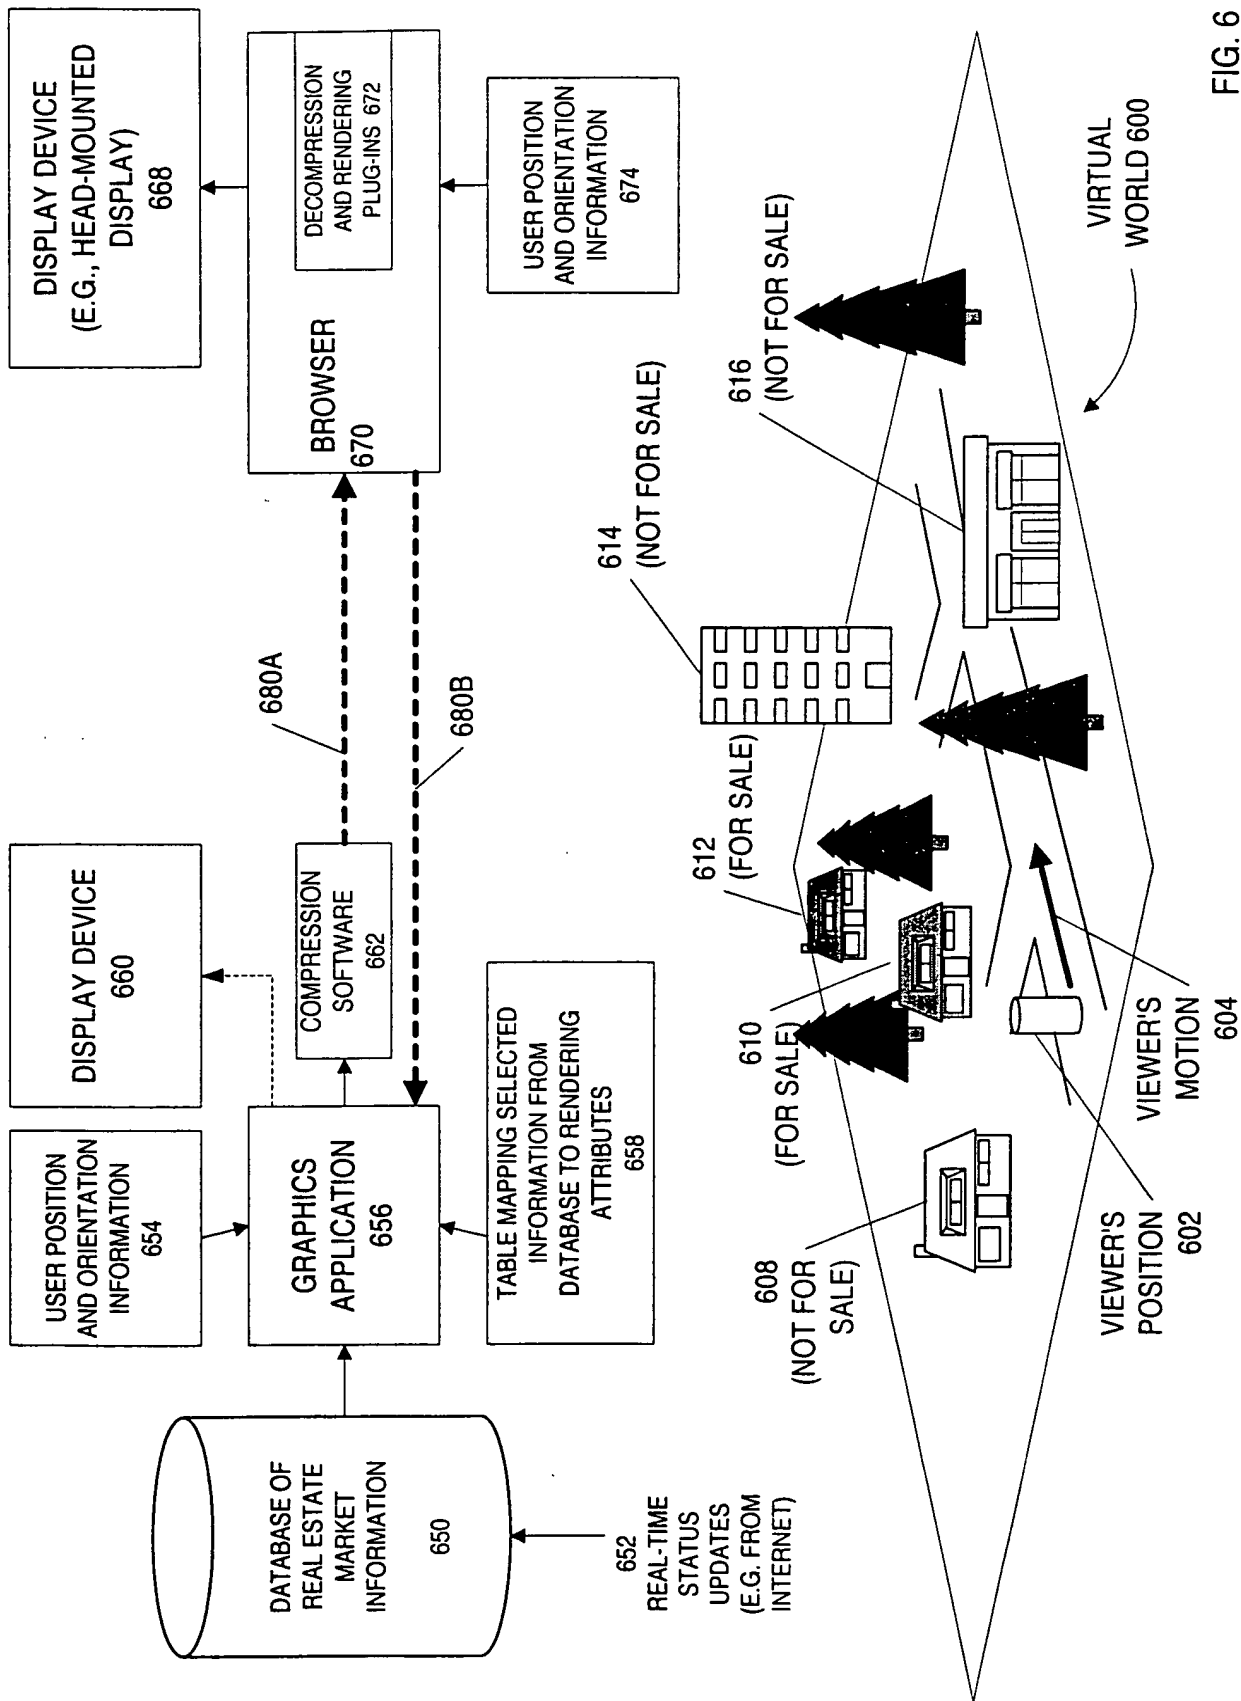 DATABASE OF
REAL ESTATE
MARKET
INFORMATION
650
652
REAL-TIME
STATUS
UPDATES
(E.G. FROM
INTERNET)
USER POSITION
AND ORIENTATION
INFORMATION
654
GRAPHICS
APPLICATION
656
TABLE MAPPING SELECTED
INFORMATION FROM
DATABASE TO RENDERING
ATTRIBUTES
658
DISPLAY DEVICE
660
COMPRESSION
SOFTWARE
662
680A
680B
DISPLAY DEVICE
(E.G., HEAD-MOUNTED
DISPLAY)
668
BROWSER
670
DECOMPRESSION
AND RENDERING
PLUG-INS 672
USER POSITION
AND ORIENTATION
INFORMATION
674
608
(NOT FOR
SALE)
610
(FOR SALE)
612
(FOR SALE)
614
(NOT FOR SALE)
616
(NOT FOR SALE)
VIEWER'S
POSITION
602
VIEWER'S
MOTION
604
VIRTUAL
WORLD 600
FIG. 6